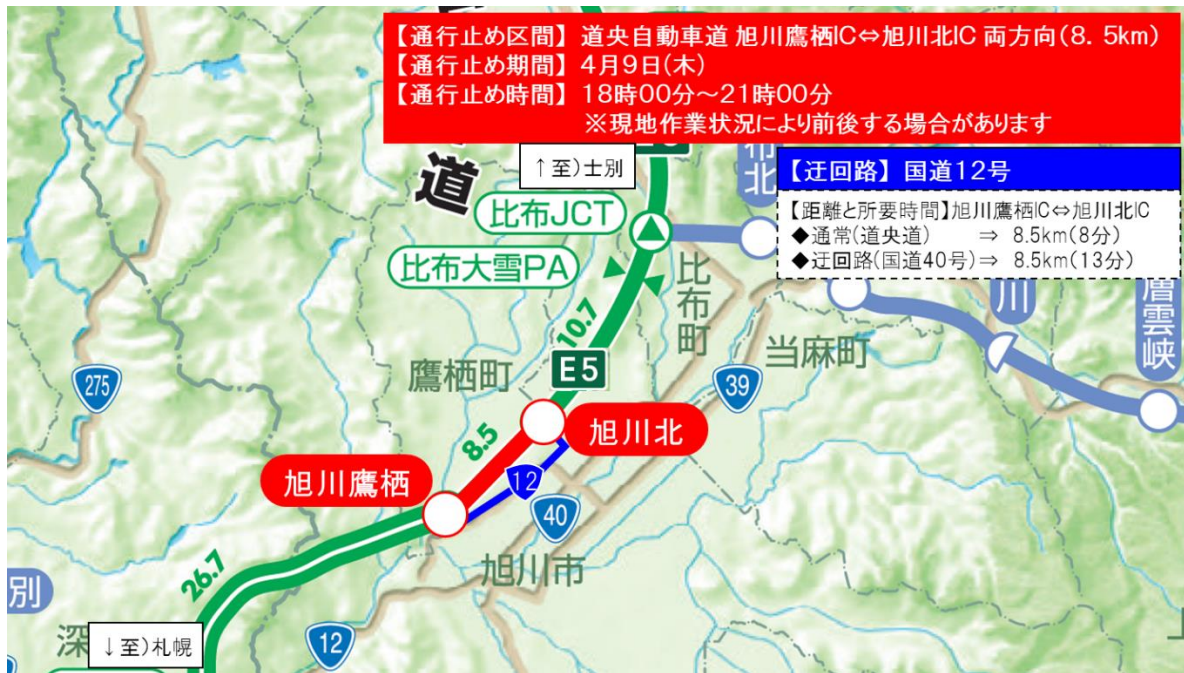 【通行止め区間】 道央自動車道 旭川鷹栖IC⇔旭川北IC 両方向(8. 5km)
【通行止め期間】 4月9日(木)
【通行止め時間】 18時00分～21時00分
※現地作業状況により前後する場合があります
道
↑至)士別
布北
【迂回路】 国道12号
【距離と所要時間】旭川鷹栖IC⇔旭川北IC
◆通常(道央道) ⇒ 8.5km(8分)
◆迂回路(国道40号)⇒ 8.5km(13分)
比布JCT
比布大雪PA
比布町
川
層雲峡
10.7
当麻町
鷹栖町
E5
275
39
旭川北
8.5
旭川鷹栖
12
40
旭川市
26.7
別
深
↓至)札幌
12